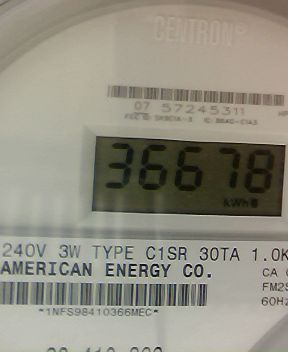 CENTRON®
07 57245311
36678
kWh
240V 3W TYPE C1SR 30TA 1.0K
AMERICAN ENERGY CO.
CA
FM2S
60Hz
*1NFS98410366MEC*